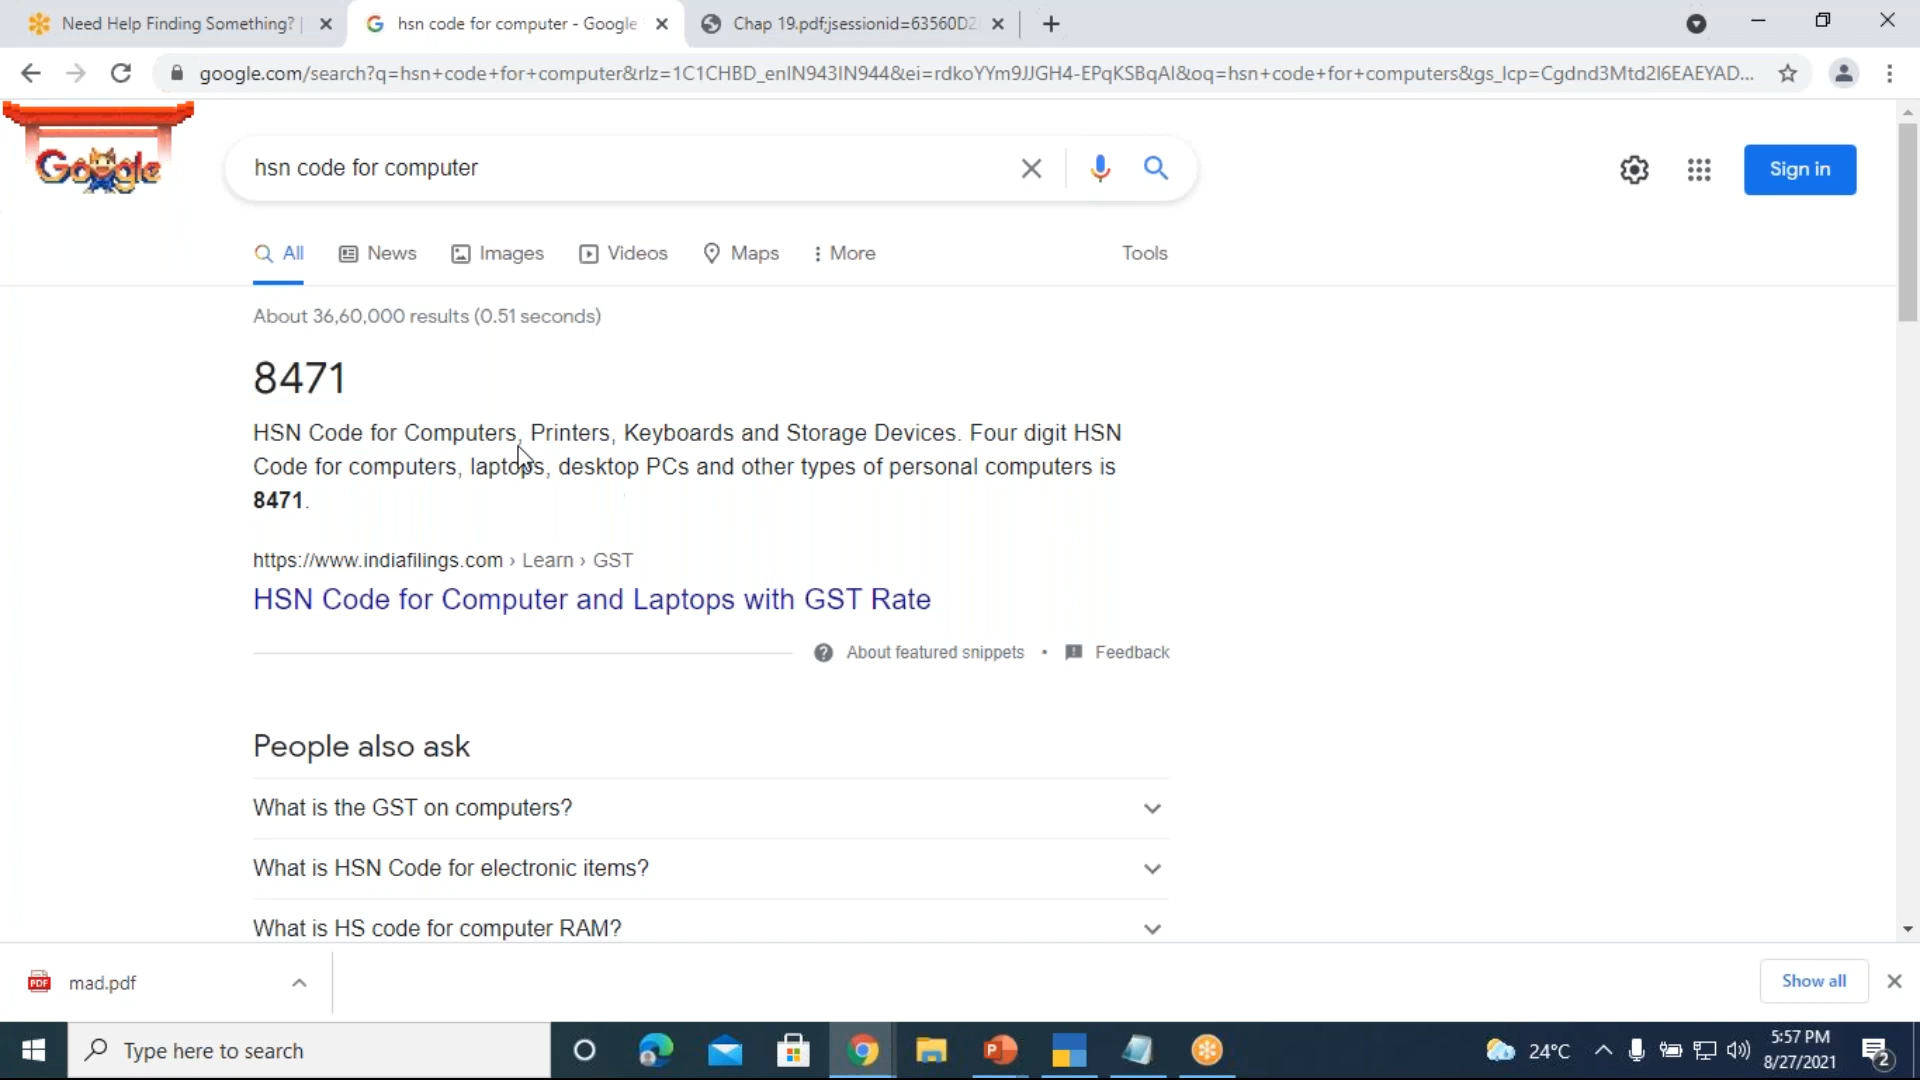 Need Help Finding Something? |
hsn code for computer - Google
Chap 19.pdf;jsessionid=63560D2
google.com/search?q=hsn+code+for+computer&rlz=1C1CHBD_enIN943IN944&ei=rdkoYYm9JJGH4-EPqKSBqAI&oq=hsn+code+for+computers&gs_lcp=Cgdnd3Mtd2l6EAEYAD...
Google
hsn code for computer
Sign in
All
News
Images
Videos
Maps
More
Tools
About 36,60,000 results (0.51 seconds)
8471
HSN Code for Computers, Printers, Keyboards and Storage Devices. Four digit HSN
Code for computers, laptops, desktop PCs and other types of personal computers is
8471.
https://www.indiafilings.com › Learn › GST
HSN Code for Computer and Laptops with GST Rate
About featured snippets • Feedback
People also ask
What is the GST on computers?
What is HSN Code for electronic items?
What is HS code for computer RAM?
PDF
mad.pdf
Show all
Type here to search
24°C
5:57 PM
8/27/2021
2